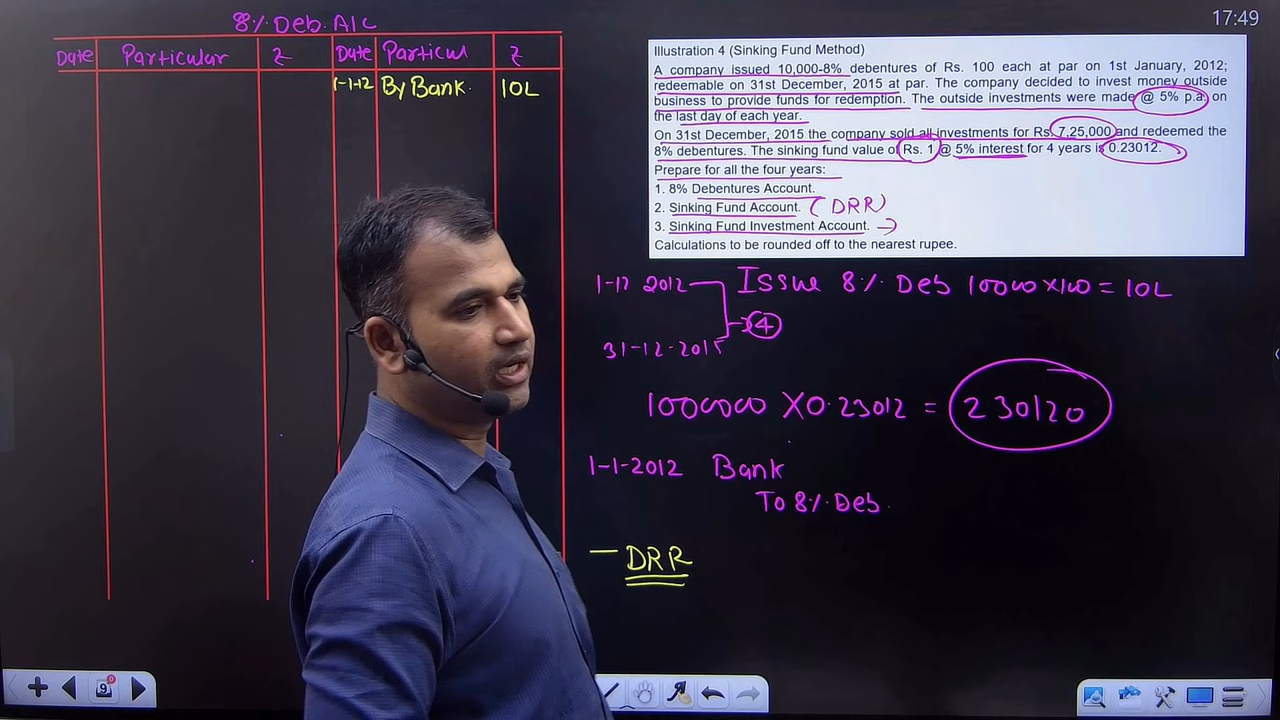 17:49
8% Deb. A/c
Date Particular ₹ Date Particul ₹
1-1-12 By Bank. 10L
Illustration 4 (Sinking Fund Method)
A company issued 10,000-8% debentures of Rs. 100 each at par on 1st January, 2012;
redeemable on 31st December, 2015 at par. The company decided to invest money outside
business to provide funds for redemption. The outside investments were made @ 5% p.a. on
the last day of each year.
On 31st December, 2015 the company sold all investments for Rs. 7,25,000 and redeemed the
8% debentures. The sinking fund value of Rs. 1 @ 5% interest for 4 years is 0.23012.
Prepare for all the four years:
1. 8% Debentures Account.
2. Sinking Fund Account. (DRR)
3. Sinking Fund Investment Account. →
Calculations to be rounded off to the nearest rupee.
1-17 2012 Issue 8% Deb 10000 x 100 = 10L
4
31-12-2015
1000000 X 0.23012 = 230120
1-1-2012 Bank
To 8% Deb.
— DRR
9